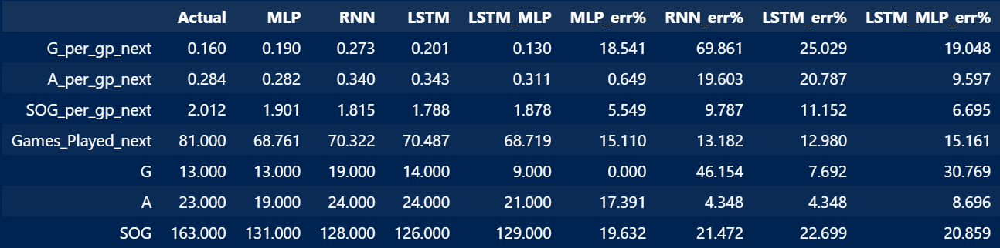 Actual MLP RNN LSTM LSTM_MLP MLP_err% RNN_err% LSTM_err% LSTM_MLP_err%
G_per_gp_next 0.160 0.190 0.273 0.201 0.130 18.541 69.861 25.029 19.048
A_per_gp_next 0.284 0.282 0.340 0.343 0.311 0.649 19.603 20.787 9.597
SOG_per_gp_next 2.012 1.901 1.815 1.788 1.878 5.549 9.787 11.152 6.695
Games_Played_next 81.000 68.761 70.322 70.487 68.719 15.110 13.182 12.980 15.161
G 13.000 13.000 19.000 14.000 9.000 0.000 46.154 7.692 30.769
A 23.000 19.000 24.000 24.000 21.000 17.391 4.348 4.348 8.696
SOG 163.000 131.000 128.000 126.000 129.000 19.632 21.472 22.699 20.859